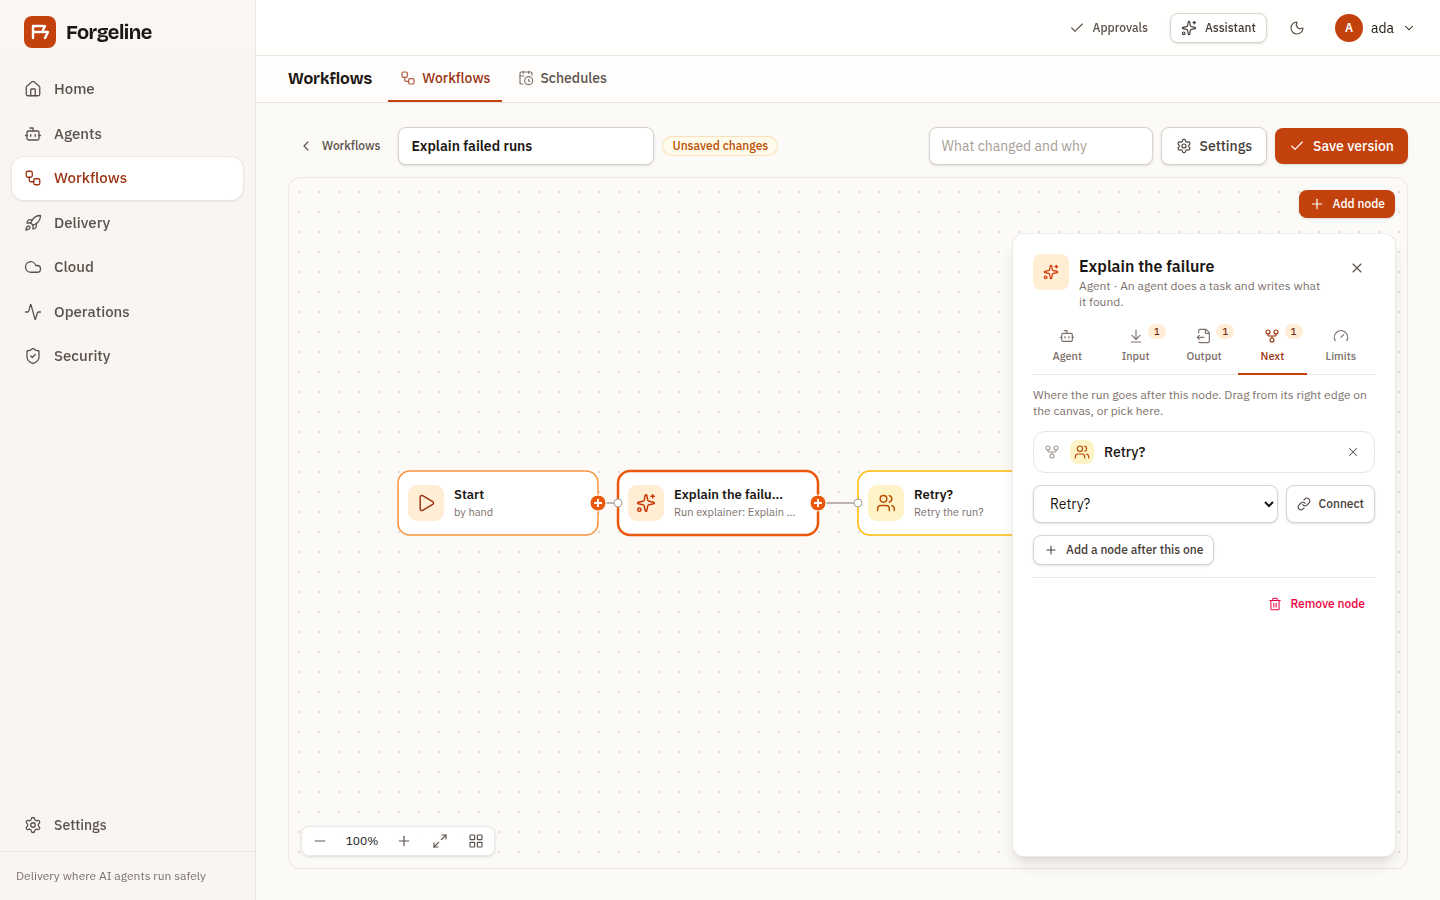 Forgeline
Approvals
Assistant
A
ada
Home
Agents
Workflows
Delivery
Cloud
Operations
Security
Settings
Delivery where AI agents run safely
Workflows
Workflows
Schedules
Workflows
Explain failed runs
Unsaved changes
What changed and why
Settings
Save version
Add node
Start
by hand
Explain the failu...
Run explainer: Explain ...
Retry?
Retry the run?
100%
Explain the failure
Agent · An agent does a task and writes what
it found.
Agent
Input 1
Output 1
Next 1
Limits
Where the run goes after this node. Drag from its right edge on
the canvas, or pick here.
Retry?
Retry?
Connect
Add a node after this one
Remove node